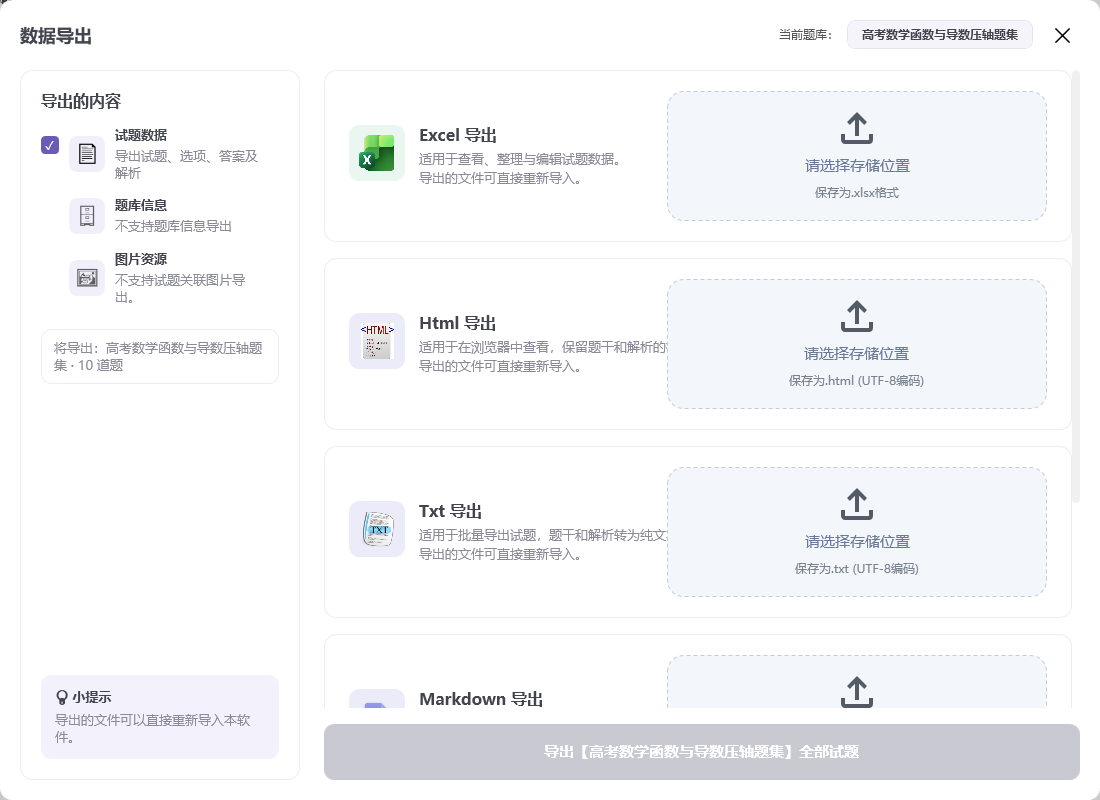 数据导出
当前题库：
高考数学函数与导数压轴题集
导出的内容
试题数据
导出试题、选项、答案及
解析
题库信息
不支持题库信息导出
图片资源
不支持试题关联图片导
出。
将导出：高考数学函数与导数压轴题
集 · 10 道题
小提示
导出的文件可以直接重新导入本软
件。
Excel 导出
适用于查看、整理与编辑试题数据。
导出的文件可直接重新导入。
请选择存储位置
保存为.xlsx格式
<HTML>
Html 导出
适用于在浏览器中查看，保留题干和解析的
导出的文件可直接重新导入。
请选择存储位置
保存为.html (UTF-8编码)
TXT
Txt 导出
适用于批量导出试题，题干和解析转为纯文
导出的文件可直接重新导入。
请选择存储位置
保存为.txt (UTF-8编码)
Markdown 导出
导出【高考数学函数与导数压轴题集】全部试题